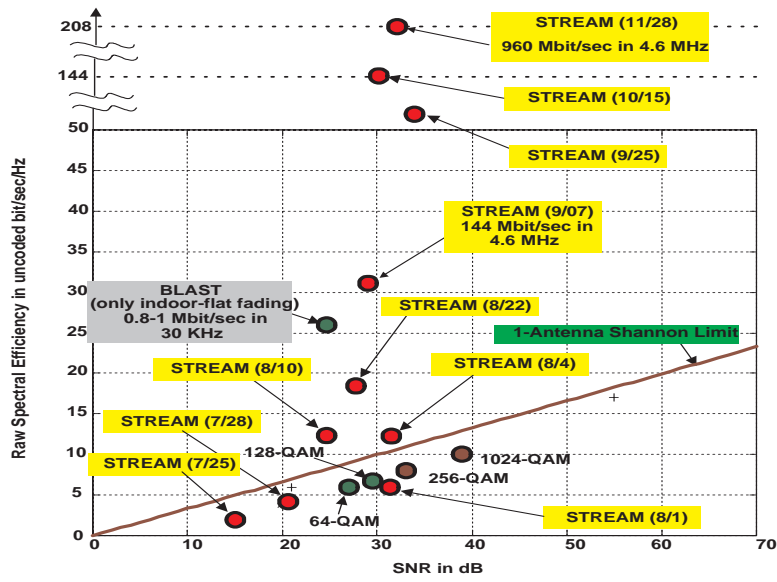 208
STREAM (11/28)
960 Mbit/sec in 4.6 MHz
144
STREAM (10/15)
50
STREAM (9/25)
45
40
STREAM (9/07)
144 Mbit/sec in
4.6 MHz
35
30
BLAST
(only indoor-flat fading)
0.8-1 Mbit/sec in
30 KHz
STREAM (8/22)
25
1-Antenna Shannon Limit
20
STREAM (8/10)
STREAM (8/4)
15
STREAM (7/28)
128-QAM
10
1024-QAM
STREAM (7/25)
256-QAM
5
64-QAM
STREAM (8/1)
0
0
10
20
30
40
50
60
70
SNR in dB
Raw Spectral Efficiency in uncoded bit/sec/Hz